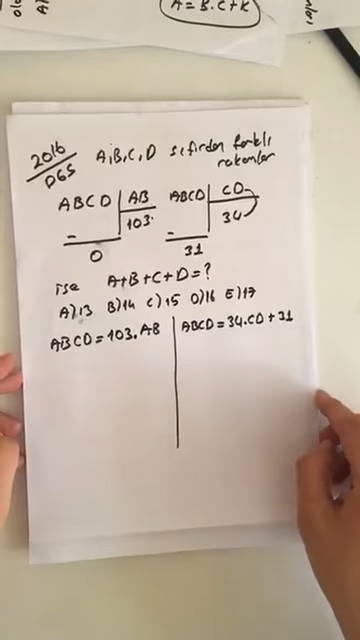 A = B.C+K
2016
DGS
A,B,C,D sıfırdan farklı
rakamlar
ABCD | AB
103
0
ABCD | CD
34
31
ise A+B+C+D=?
A)13 B)14 C)15 D)16 E)17
ABCD=103.AB
ABCD=34.CD+31